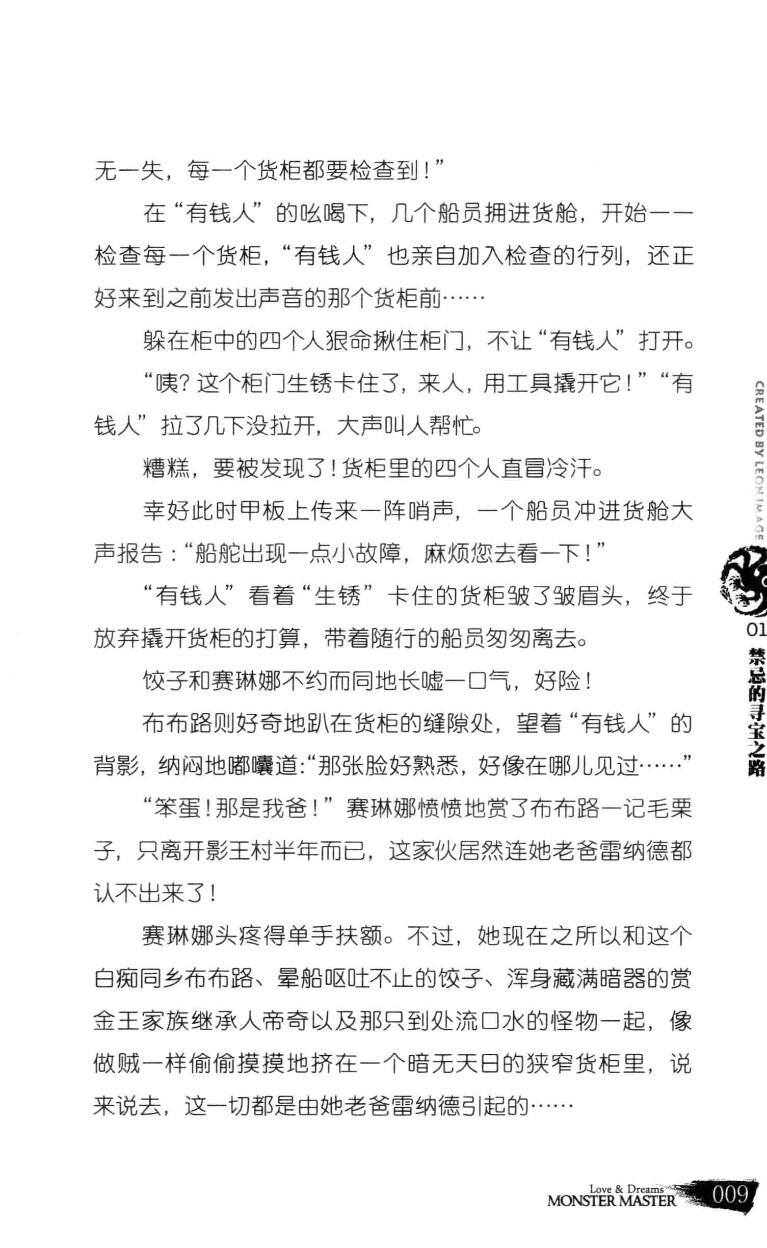 无一失，每一个货柜都要检查到！”
在“有钱人”的吆喝下，几个船员拥进货舱，开始一一
检查每一个货柜，“有钱人”也亲自加入检查的行列，还正
好来到之前发出声音的那个货柜前……
躲在柜中的四个人狠命揪住柜门，不让“有钱人”打开。
“咦？这个柜门生锈卡住了，来人，用工具撬开它！”“有
钱人”拉了几下没拉开，大声叫人帮忙。
糟糕，要被发现了！货柜里的四个人直冒冷汗。
幸好此时甲板上传来一阵哨声，一个船员冲进货舱大
声报告：“船舵出现一点小故障，麻烦您去看一下！”
“有钱人”看着“生锈”卡住的货柜皱了皱眉头，终于
放弃撬开货柜的打算，带着随行的船员匆匆离去。
饺子和赛琳娜不约而同地长嘘一口气，好险！
布布路则好奇地趴在货柜的缝隙处，望着“有钱人”的
背影，纳闷地嘟囔道：“那张脸好熟悉，好像在哪儿见过……”
“笨蛋！那是我爸！”赛琳娜愤愤地赏了布布路一记毛栗
子，只离开影王村半年而已，这家伙居然连她老爸雷纳德都
认不出来了！
赛琳娜头疼得单手扶额。不过，她现在之所以和这个
白痴同乡布布路、晕船呕吐不止的饺子、浑身藏满暗器的赏
金王家族继承人帝奇以及那只到处流口水的怪物一起，像
做贼一样偷偷摸摸地挤在一个暗无天日的狭窄货柜里，说
来说去，这一切都是由她老爸雷纳德引起的……
CREATED BY LEON IMAGE
01
禁忌的寻宝之路
Love & Dreams
MONSTER MASTER
009